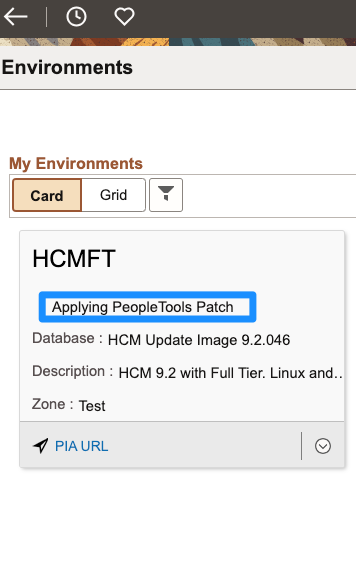 Environments
My Environments
Card Grid
HCMFT
Applying PeopleTools Patch
Database : HCM Update Image 9.2.046
Description : HCM 9.2 with Full Tier. Linux and..
Zone : Test
PIA URL